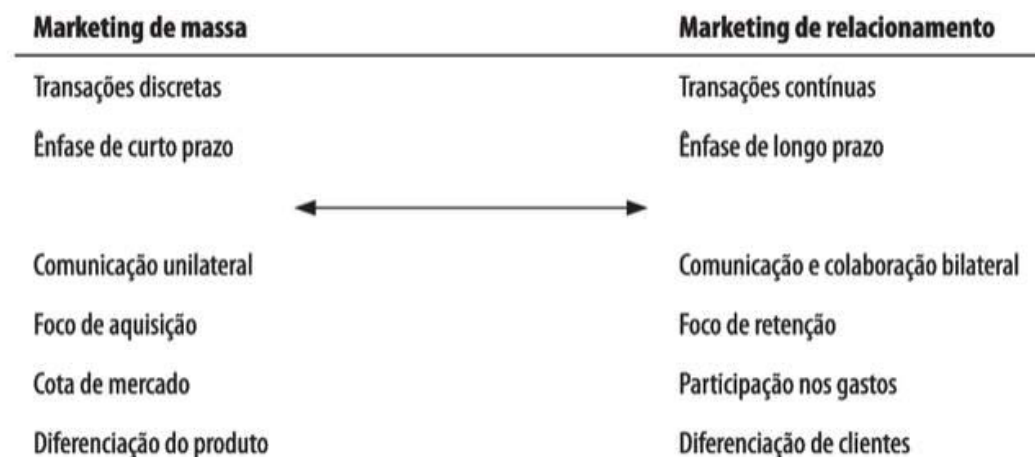 Marketing de massa Marketing de relacionamento
Transações discretas Transações contínuas
Ênfase de curto prazo Ênfase de longo prazo
Comunicação unilateral Comunicação e colaboração bilateral
Foco de aquisição Foco de retenção
Cota de mercado Participação nos gastos
Diferenciação do produto Diferenciação de clientes